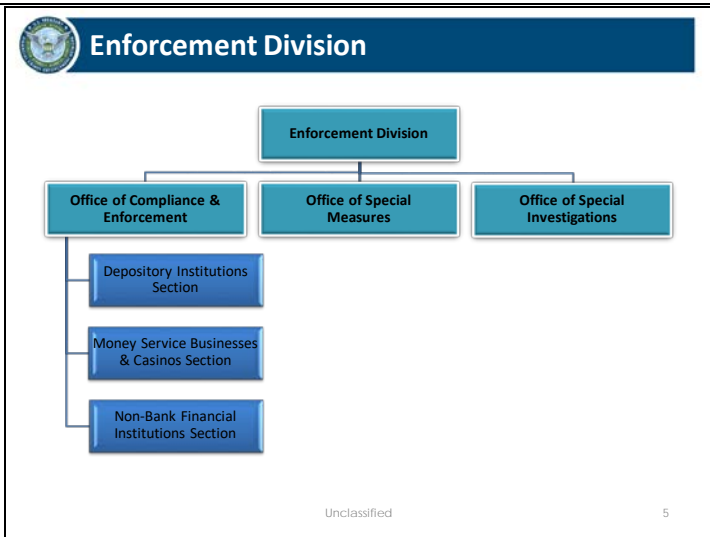 Enforcement Division
Enforcement Division
Office of Compliance &
Enforcement
Office of Special
Measures
Office of Special
Investigations
Depository Institutions
Section
Money Service Businesses
& Casinos Section
Non-Bank Financial
Institutions Section
Unclassified
5